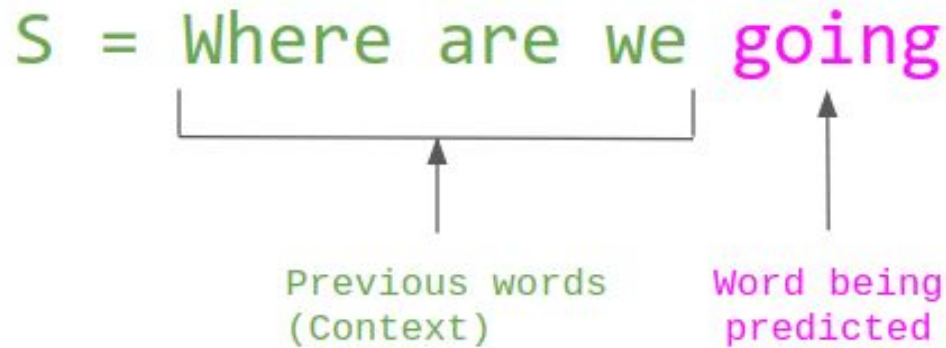 S = Where are we going
Previous words
(Context)
Word being
predicted